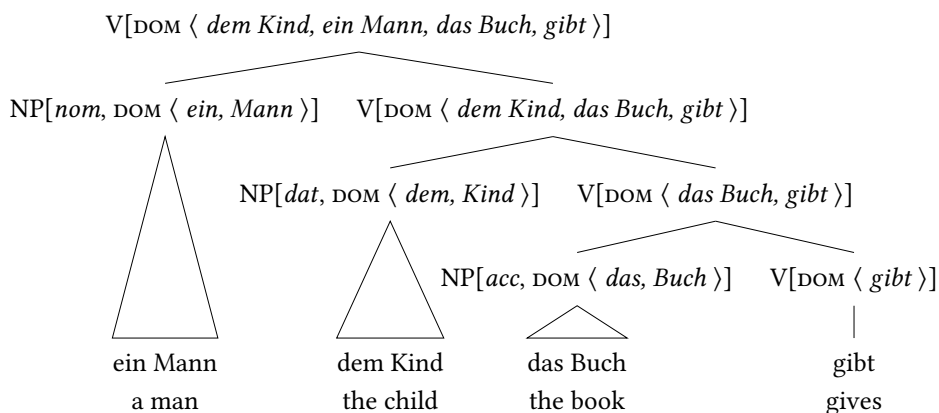 V[DOM ⟨ dem Kind, ein Mann, das Buch, gibt ⟩]
NP[nom, DOM ⟨ ein, Mann ⟩] V[DOM ⟨ dem Kind, das Buch, gibt ⟩]
NP[dat, DOM ⟨ dem, Kind ⟩] V[DOM ⟨ das Buch, gibt ⟩]
NP[acc, DOM ⟨ das, Buch ⟩] V[DOM ⟨ gibt ⟩]
ein Mann dem Kind das Buch gibt
a man the child the book gives